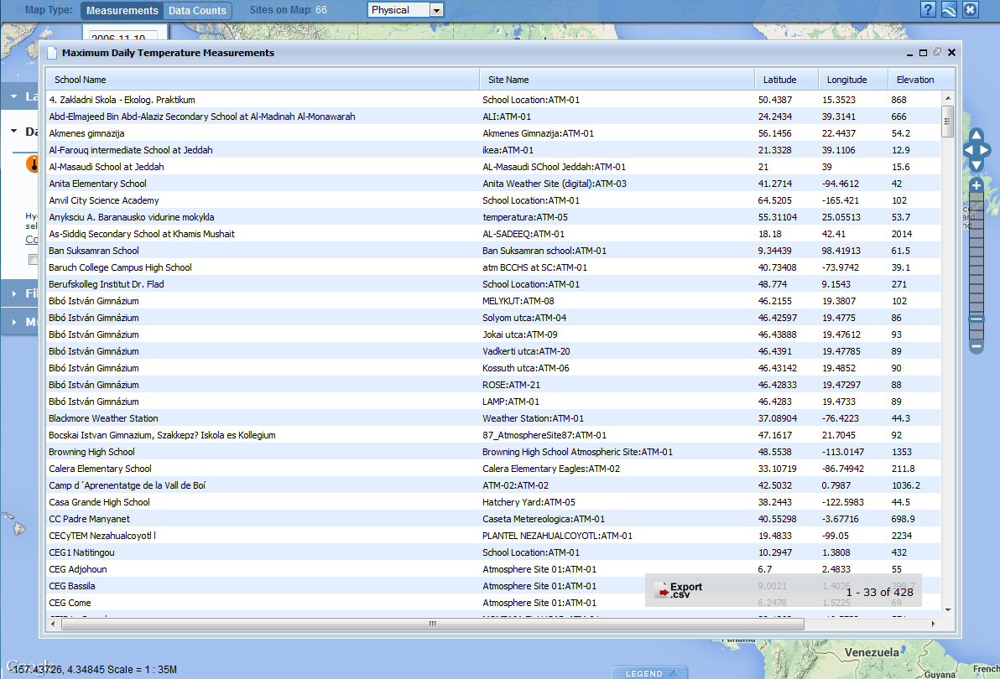 Map Type: Measurements Data Counts Sites on Map: 66 Physical ?
2006-11-10
Maximum Daily Temperature Measurements
School Name Site Name Latitude Longitude Elevation
4. Zakladni Skola - Ekolog. Praktikum School Location:ATM-01 50.4387 15.3523 868
Abd-Elmajeed Bin Abd-Alaziz Secondary School at Al-Madinah Al-Monawarah ALI:ATM-01 24.2434 39.3141 666
Akmenes gimnazija Akmenes Gimnazija:ATM-01 56.1456 22.4437 54.2
Al-Farouq intermediate School at Jeddah ikea:ATM-01 21.3328 39.1106 12.9
Al-Masaudi School at Jeddah AL-Masaudi SChool Jeddah:ATM-01 21 39 15.6
Anita Elementary School Anita Weather Site (digital):ATM-03 41.2714 -94.4612 42
Anvil City Science Academy School Location:ATM-01 64.5205 -165.421 102
Anyksciu A. Baranausko vidurine mokykla temperatura:ATM-05 55.31104 25.05513 53.7
As-Siddiq Secondary School at Khamis Mushait AL-SADEEQ:ATM-01 18.18 42.41 2014
Ban Suksamran School Ban Suksamran school:ATM-01 9.34439 98.41913 61.5
Baruch College Campus High School atm BCCHS at SC:ATM-01 40.73408 -73.9742 39.1
Berufskolleg Institut Dr. Flad School Location:ATM-01 48.774 9.1543 271
Bibó István Gimnázium MELYKUT:ATM-08 46.2155 19.3807 102
Bibó István Gimnázium Solyom utca:ATM-04 46.42597 19.4775 86
Bibó István Gimnázium Jokai utca:ATM-09 46.43888 19.47612 93
Bibó István Gimnázium Vadkerti utca:ATM-20 46.4391 19.47785 89
Bibó István Gimnázium Kossuth utca:ATM-06 46.43142 19.4852 90
Bibó István Gimnázium ROSE:ATM-21 46.42833 19.47297 88
Bibó István Gimnázium LAMP:ATM-01 46.4283 19.4733 89
Blackmore Weather Station Weather Station:ATM-01 37.08904 -76.4223 44.3
Bocskai Istvan Gimnazium, Szakkepz? Iskola es Kollegium 87_AtmosphereSite87:ATM-01 47.1617 21.7045 92
Browning High School Browning High School Atmospheric Site:ATM-01 48.5538 -113.0147 1353
Calera Elementary School Calera Elementary Eagles:ATM-02 33.10719 -86.74942 211.8
Camp d´Aprenentatge de la Vall de Boí ATM-02:ATM-02 42.5032 0.7987 1036.2
Casa Grande High School Hatchery Yard:ATM-05 38.2443 -122.5983 44.5
CC Padre Manyanet Caseta Metereologica:ATM-01 40.55298 -3.67716 698.9
CECyTEM Nezahualcoyotl I PLANTEL NEZAHUALCOYOTL:ATM-01 19.4833 -99.05 2234
CEG1 Natitingou School Location:ATM-01 10.2947 1.3808 432
CEG Adjohoun Atmosphere Site 01:ATM-01 6.7 2.4833 55
CEG Bassila Atmosphere Site 01:ATM-01 9.0021 1.4026 399.7
CEG Come Atmosphere Site 01:ATM-01 6.2478 1.5225 69
Export .csv 1 - 33 of 428
La
Da
Hy
sel
Co
Fil
Mu
Venezuela
Guyana
French
Google
-157.43726, 4.34845 Scale = 1 : 35M
LEGEND